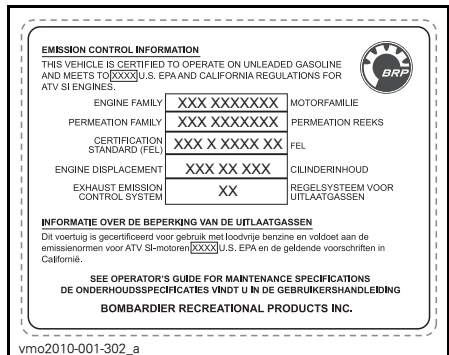 EMISSION CONTROL INFORMATION
THIS VEHICLE IS CERTIFIED TO OPERATE ON UNLEADED GASOLINE
AND MEETS TO XXXX U.S. EPA AND CALIFORNIA REGULATIONS FOR
ATV SI ENGINES.
BRP
ENGINE FAMILY XXX XXXXXXX MOTORFAMILIE
PERMEATION FAMILY XXX XXXXXXX PERMEATION REEKS
CERTIFICATION
STANDARD (FEL) XXX X XXXX XX FEL
ENGINE DISPLACEMENT XXX XX XXX CILINDERINHOUD
EXHAUST EMISSION XX REGELSYSTEEM VOOR
CONTROL SYSTEM UITLAATGASSEN
INFORMATIE OVER DE BEPERKING VAN DE UITLAATGASSEN
Dit voertuig is gecertificeerd voor gebruik met loodvrije benzine en voldoet aan de
emissienormen voor ATV SI-motoren XXXX U.S. EPA en de geldende voorschriften in
Californië.
SEE OPERATOR'S GUIDE FOR MAINTENANCE SPECIFICATIONS
DE ONDERHOUDSSPECIFICATIES VINDT U IN DE GEBRUIKERSHANDLEIDING
BOMBARDIER RECREATIONAL PRODUCTS INC.
vmo2010-001-302_a